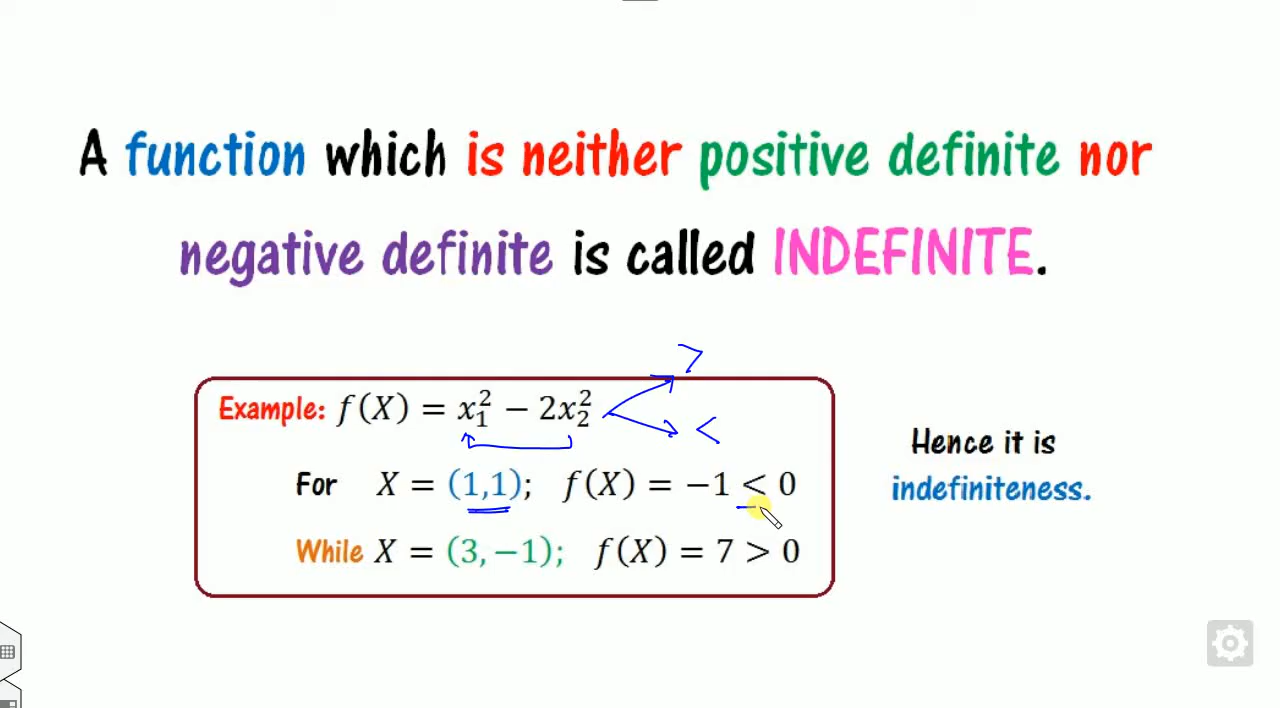 A function which is neither positive definite nor
negative definite is called INDEFINITE.
>
Example: f(X) = x₁² − 2x₂²
<
For X = (1,1); f(X) = −1 < 0
While X = (3, −1); f(X) = 7 > 0
Hence it is
indefiniteness.